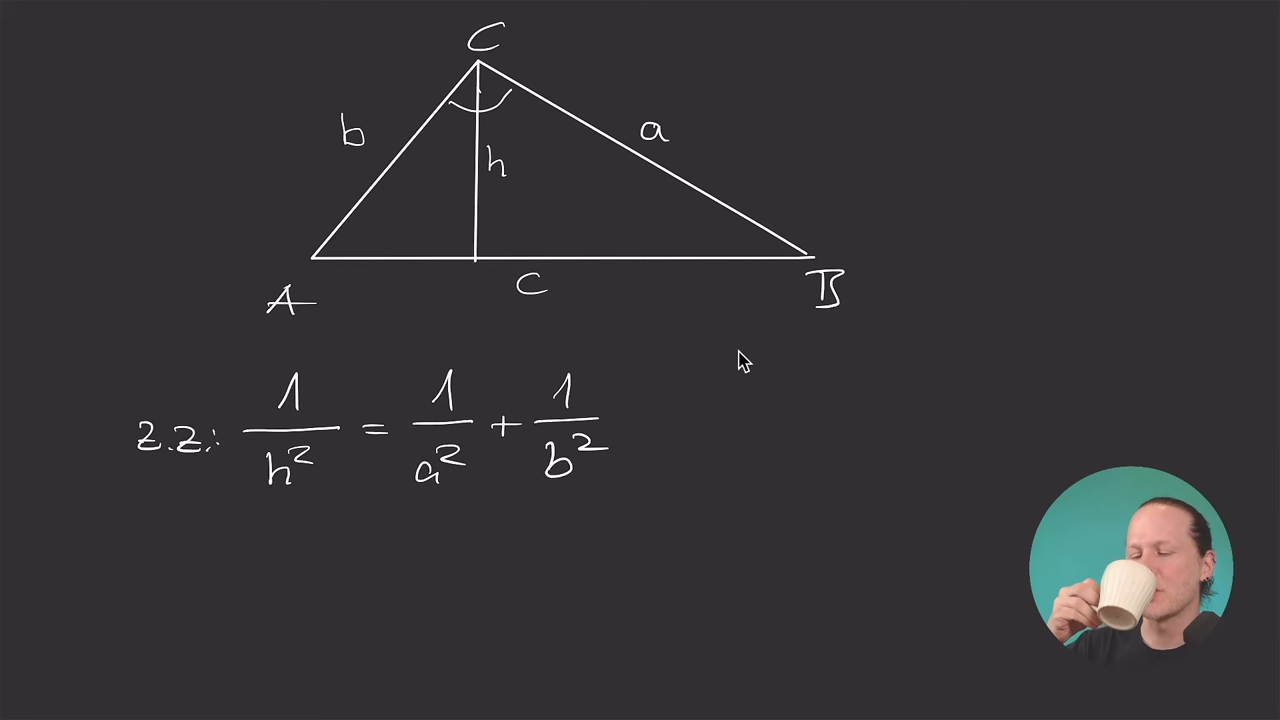 C
b
a
h
A
c
B
z.z.: 1/h² = 1/a² + 1/b²